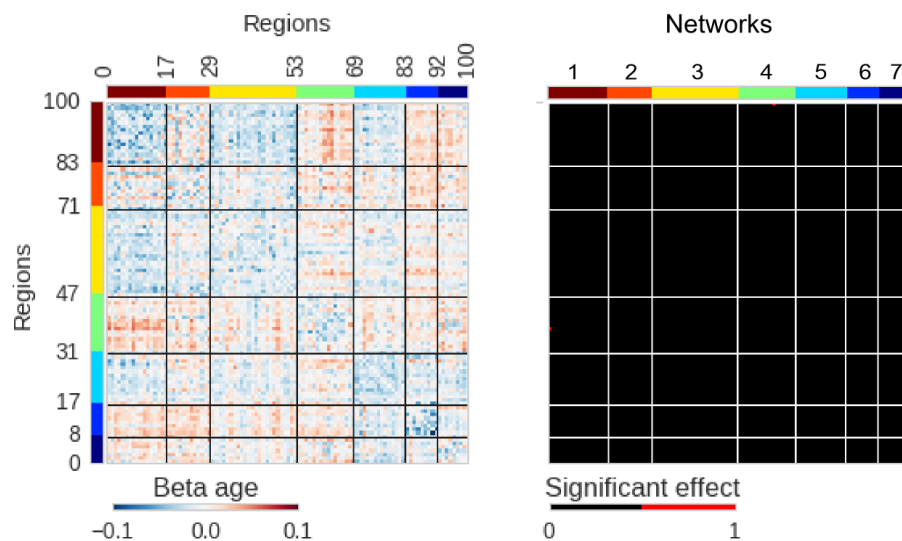 Regions
Networks
0 17 29 53 69 83 92 100
1 2 3 4 5 6 7
100
83
71
47
31
17
8
0
Regions
Beta age
−0.1 0.0 0.1
Significant effect
0 1